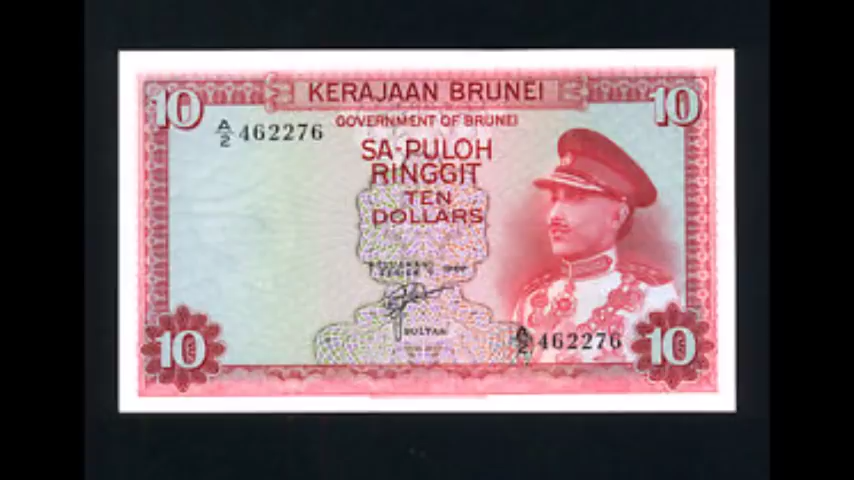 KERAJAAN BRUNEI
10
10
GOVERNMENT OF BRUNEI
A/2 462276
SA-PULOH
RINGGIT
TEN
DOLLARS
SULTAN
A/2 462276
10
10